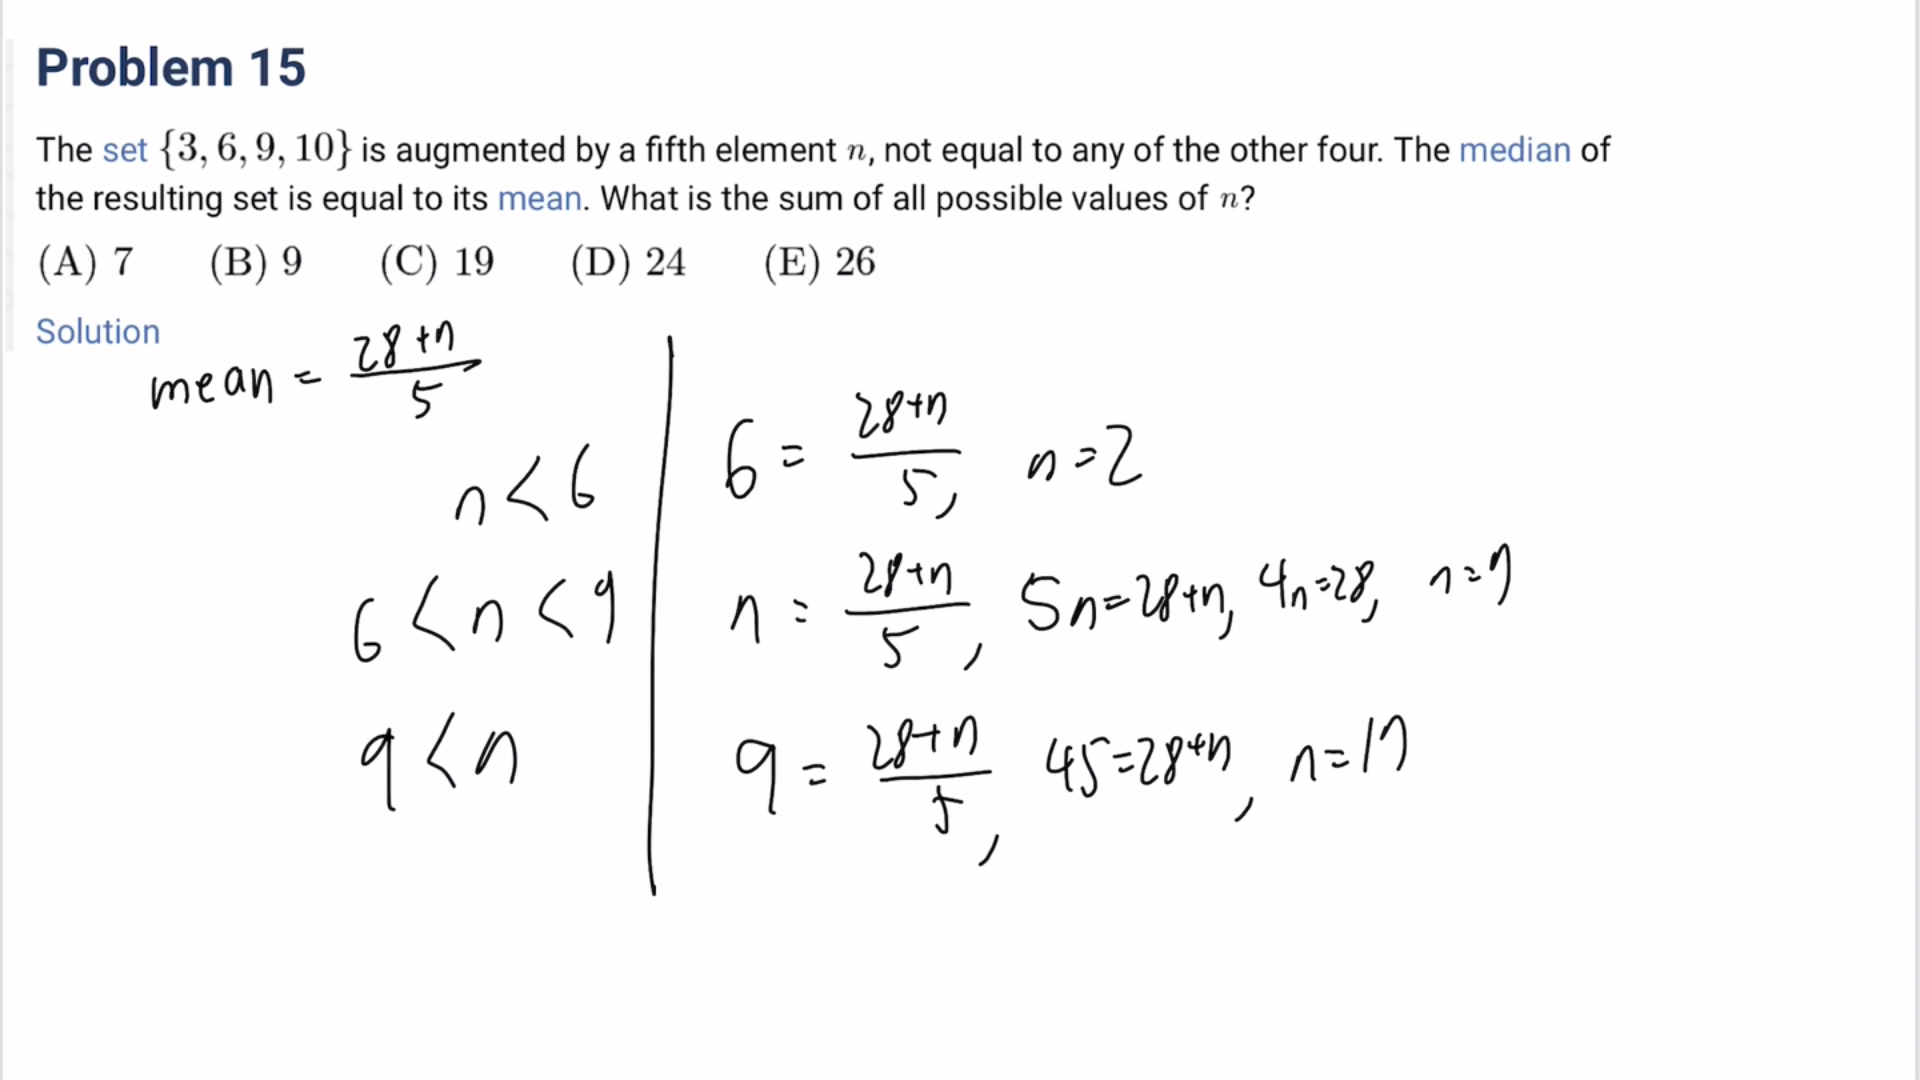 Problem 15
The set {3, 6, 9, 10} is augmented by a fifth element n, not equal to any of the other four. The median of
the resulting set is equal to its mean. What is the sum of all possible values of n?
(A) 7 (B) 9 (C) 19 (D) 24 (E) 26
Solution
mean = (28+n)/5
n < 6 | 6 = (28+n)/5, n=2
6 < n < 9 | n = (28+n)/5, 5n=28+n, 4n=28, n=7
9 < n | 9 = (28+n)/5, 45=28+n, n=17